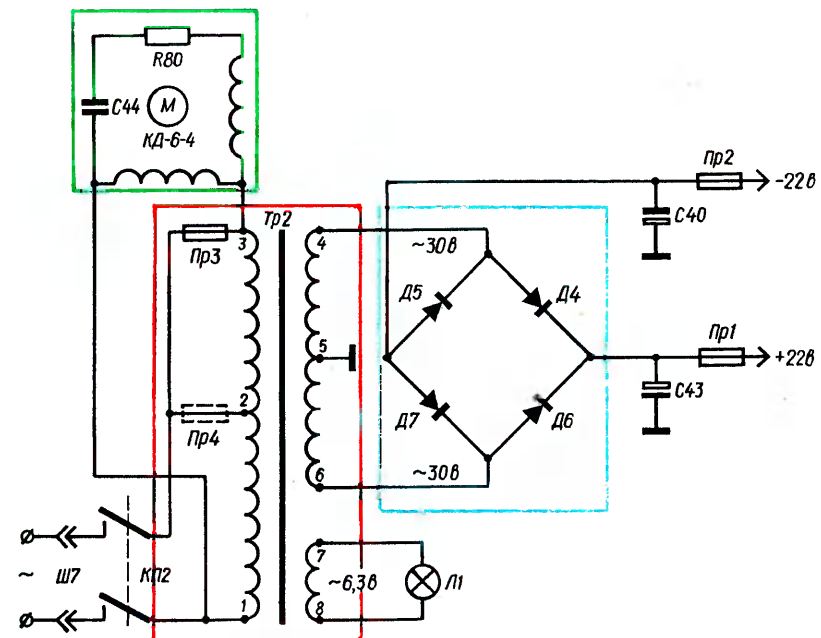 R80
C44
М
КД-6-4
Пр2
-22в
C40
Тр2
3
4
~30в
Пр3
Д5
Д4
Пр1
5
+22в
2
C43
Пр4
Д7
Д6
6
~30в
7
~
Ш7
КП2
~6,3в
Л1
1
8